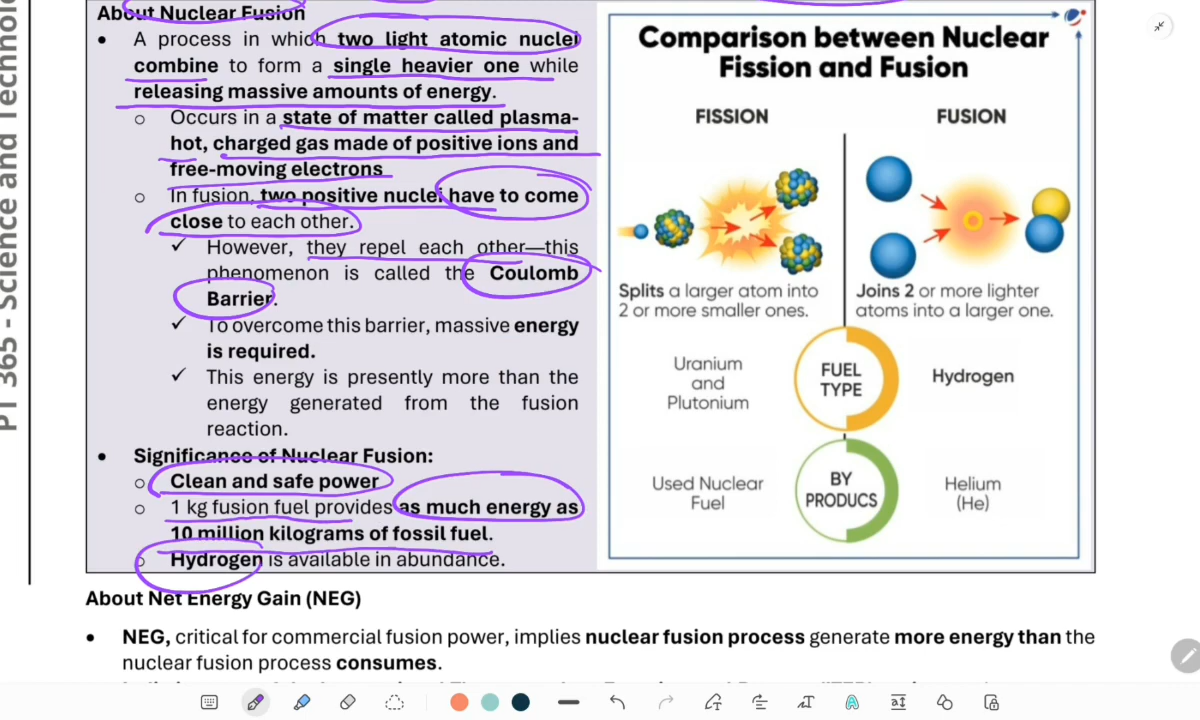 PT 365 - Science and Technolo
About Nuclear Fusion
• A process in which two light atomic nuclei
combine to form a single heavier one while
releasing massive amounts of energy.
o Occurs in a state of matter called plasma-
hot, charged gas made of positive ions and
free-moving electrons
o In fusion, two positive nuclei have to come
close to each other.
✓ However, they repel each other—this
phenomenon is called the Coulomb
Barrier.
✓ To overcome this barrier, massive energy
is required.
✓ This energy is presently more than the
energy generated from the fusion
reaction.
• Significance of Nuclear Fusion:
o Clean and safe power
o 1 kg fusion fuel provides as much energy as
10 million kilograms of fossil fuel.
o Hydrogen is available in abundance.
Comparison between Nuclear
Fission and Fusion
FISSION
FUSION
Splits a larger atom into
2 or more smaller ones.
Joins 2 or more lighter
atoms into a larger one.
Uranium
and
Plutonium
FUEL
TYPE
Hydrogen
Used Nuclear
Fuel
BY
PRODUCS
Helium
(He)
About Net Energy Gain (NEG)
• NEG, critical for commercial fusion power, implies nuclear fusion process generate more energy than the
nuclear fusion process consumes.